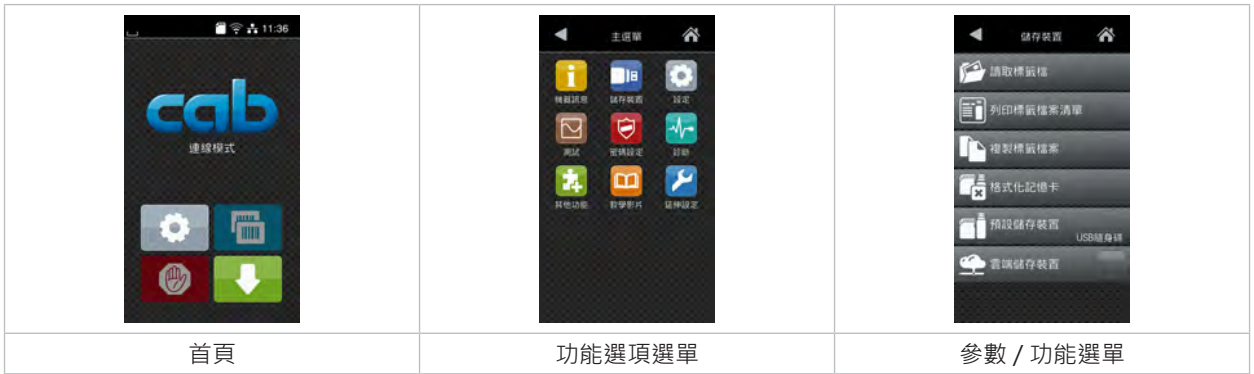 11:36
cab
連線模式
首頁
主選單
機器訊息 儲存裝置 設定
測試 密碼設定 診斷
其他功能 教學影片 延伸設定
功能選項選單
儲存裝置
讀取標籤檔
列印標籤檔案清單
複製標籤檔案
格式化記憶卡
預設儲存裝置
USB隨身碟
雲端儲存裝置
參數 / 功能選單